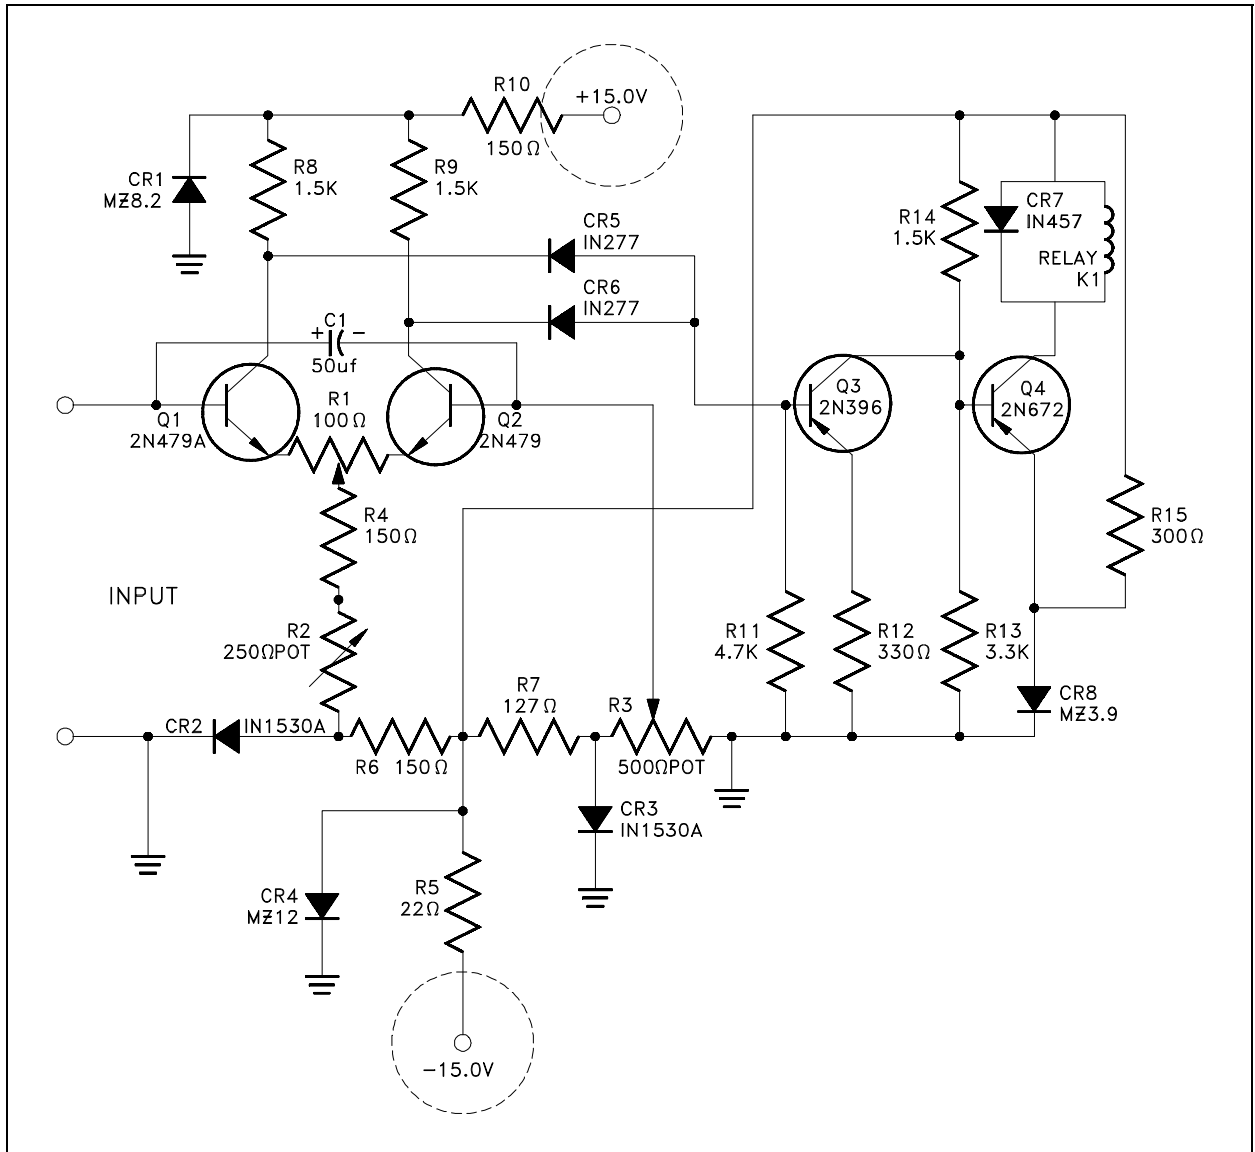 R10
+15.0V
150Ω
CR1
MZ8.2
R8
1.5K
R9
1.5K
CR5
IN277
CR6
IN277
C1
+ −
50uf
R1
100Ω
Q1
2N479A
Q2
2N479
R4
150Ω
INPUT
R2
250ΩPOT
CR2
IN1530A
R6 150Ω
R7
127Ω
R3
500ΩPOT
CR3
IN1530A
CR4
MZ12
R5
22Ω
−15.0V
R14
1.5K
CR7
IN457
RELAY
K1
Q3
2N396
Q4
2N672
R15
300Ω
R11
4.7K
R12
330Ω
R13
3.3K
CR8
MZ3.9